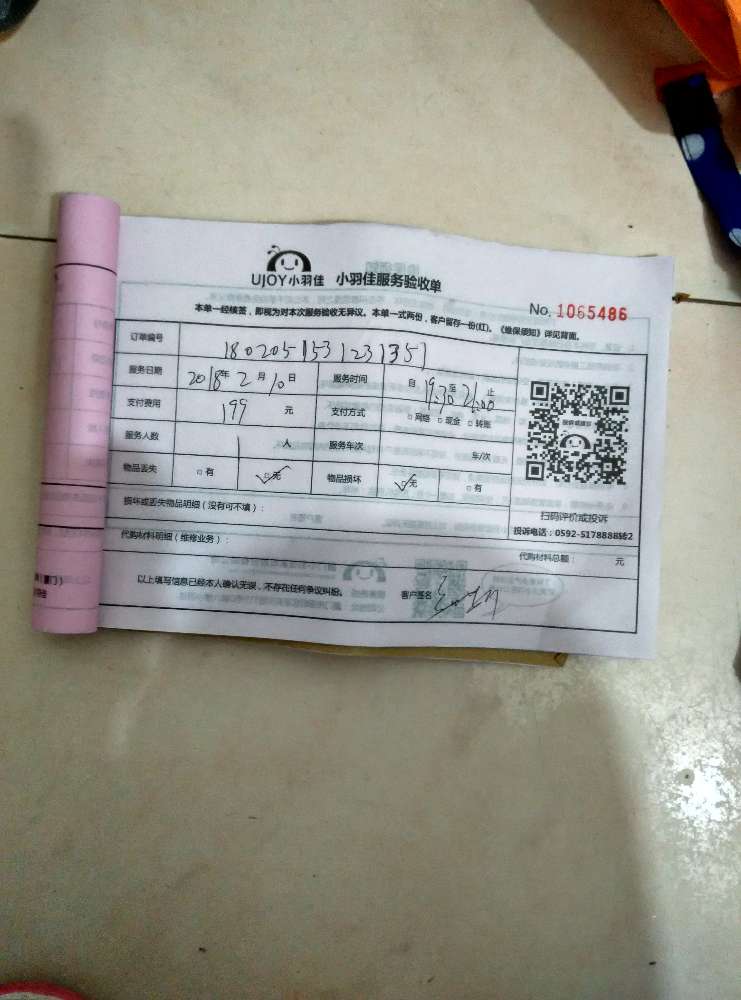 UJOY小羽佳 小羽佳服务验收单
No. 1065486
本单一经续签，即视为对本次服务验收无异议。本单一式两份，客户留存一份(红)。《维保须知》详见背面。
订单编号 1802051531231351
服务日期 2018年 2月 10日 服务时间 自 19:30 至 21:00 止
支付费用 199 元 支付方式 □网络 □现金 □转账
服务人数 1 人 服务车次 车/次
物品丢失 □有 ☑无 物品损坏 ☑无 □有
扫码评价或投诉
投诉电话：0592-5178888转2
损坏或丢失物品明细（没有可不填）：
代购材料明细（维修业务）： 代购材料总额： 元
以上填写信息已经本人确认无误，不存在任何争议纠纷。 客户签名